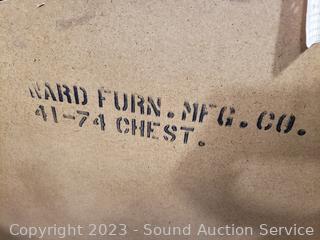 WARD FURN. MFG. CO.
41-74 CHEST.
Copyright 2023 - Sound Auction Service